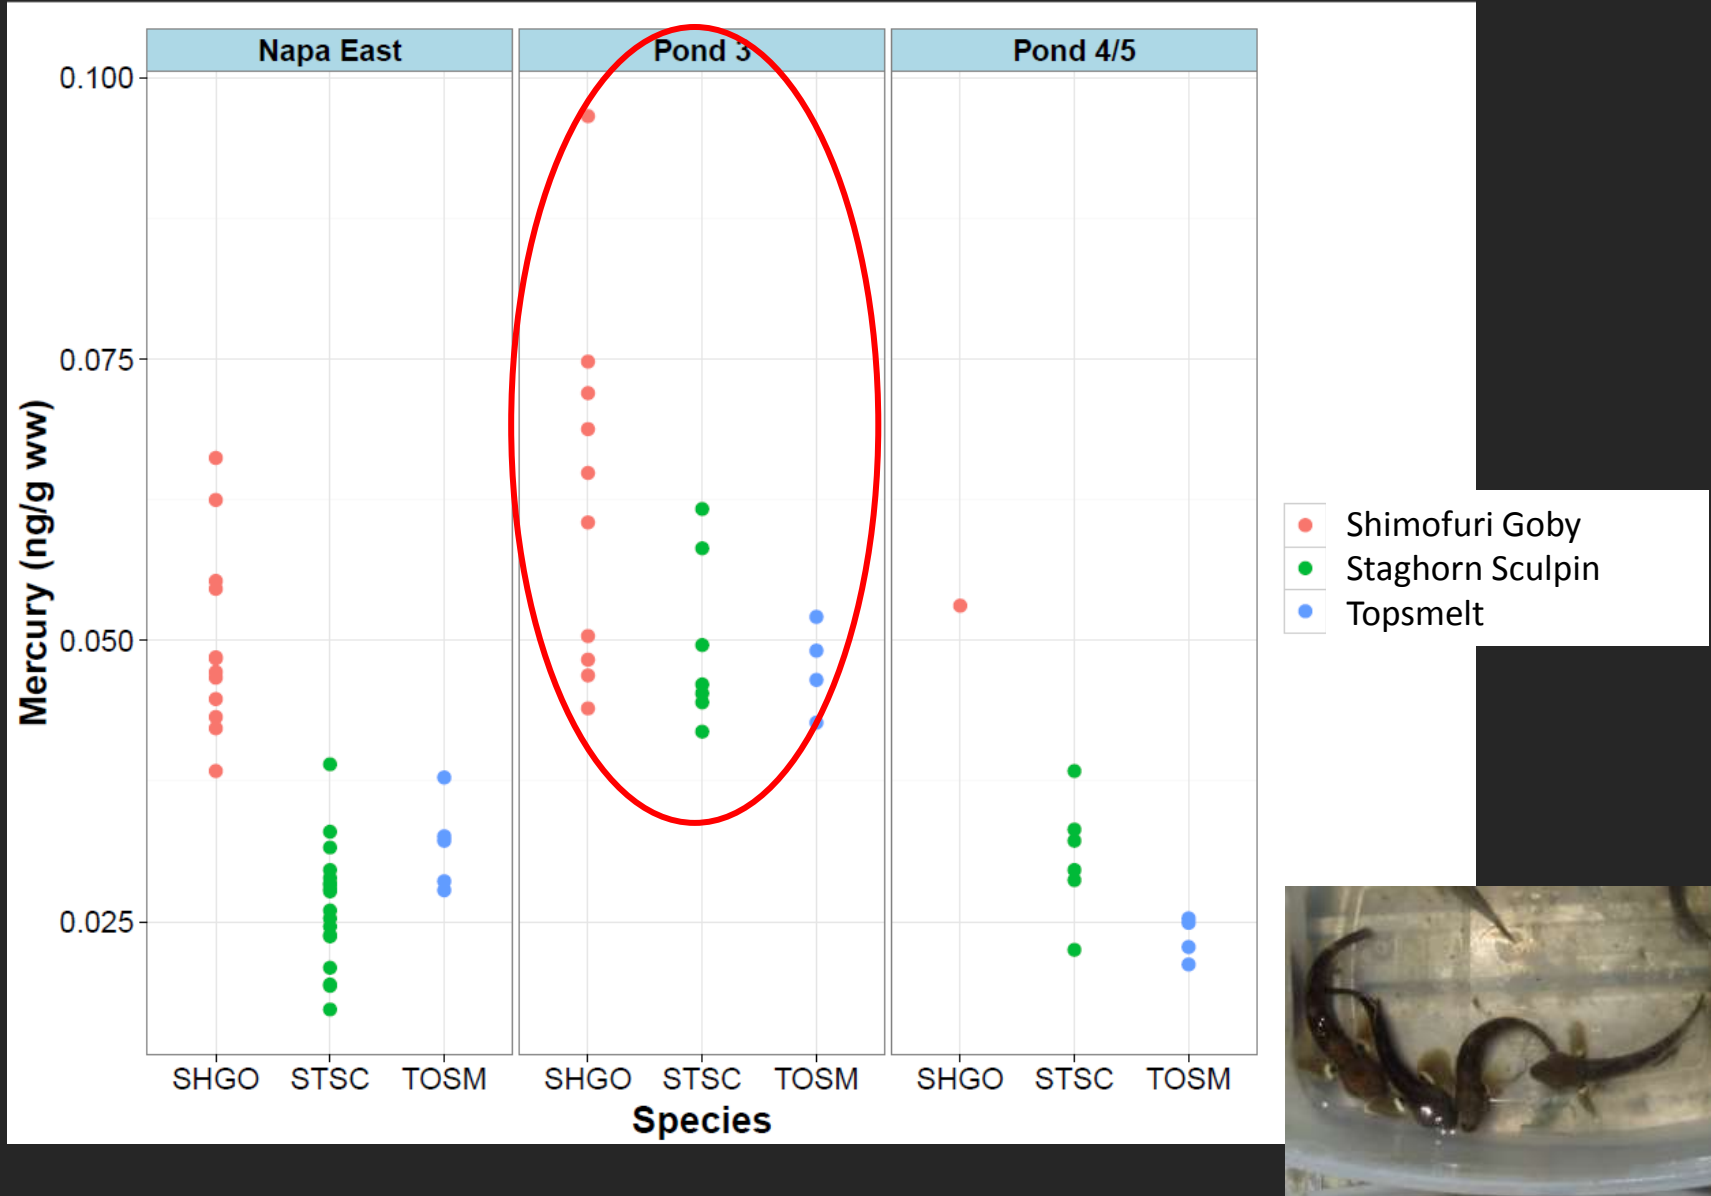 Napa East
Pond 3
Pond 4/5
0.100
0.075
0.050
0.025
Mercury (ng/g ww)
SHGO STSC TOSM
SHGO STSC TOSM
SHGO STSC TOSM
Species
Shimofuri Goby
Staghorn Sculpin
Topsmelt